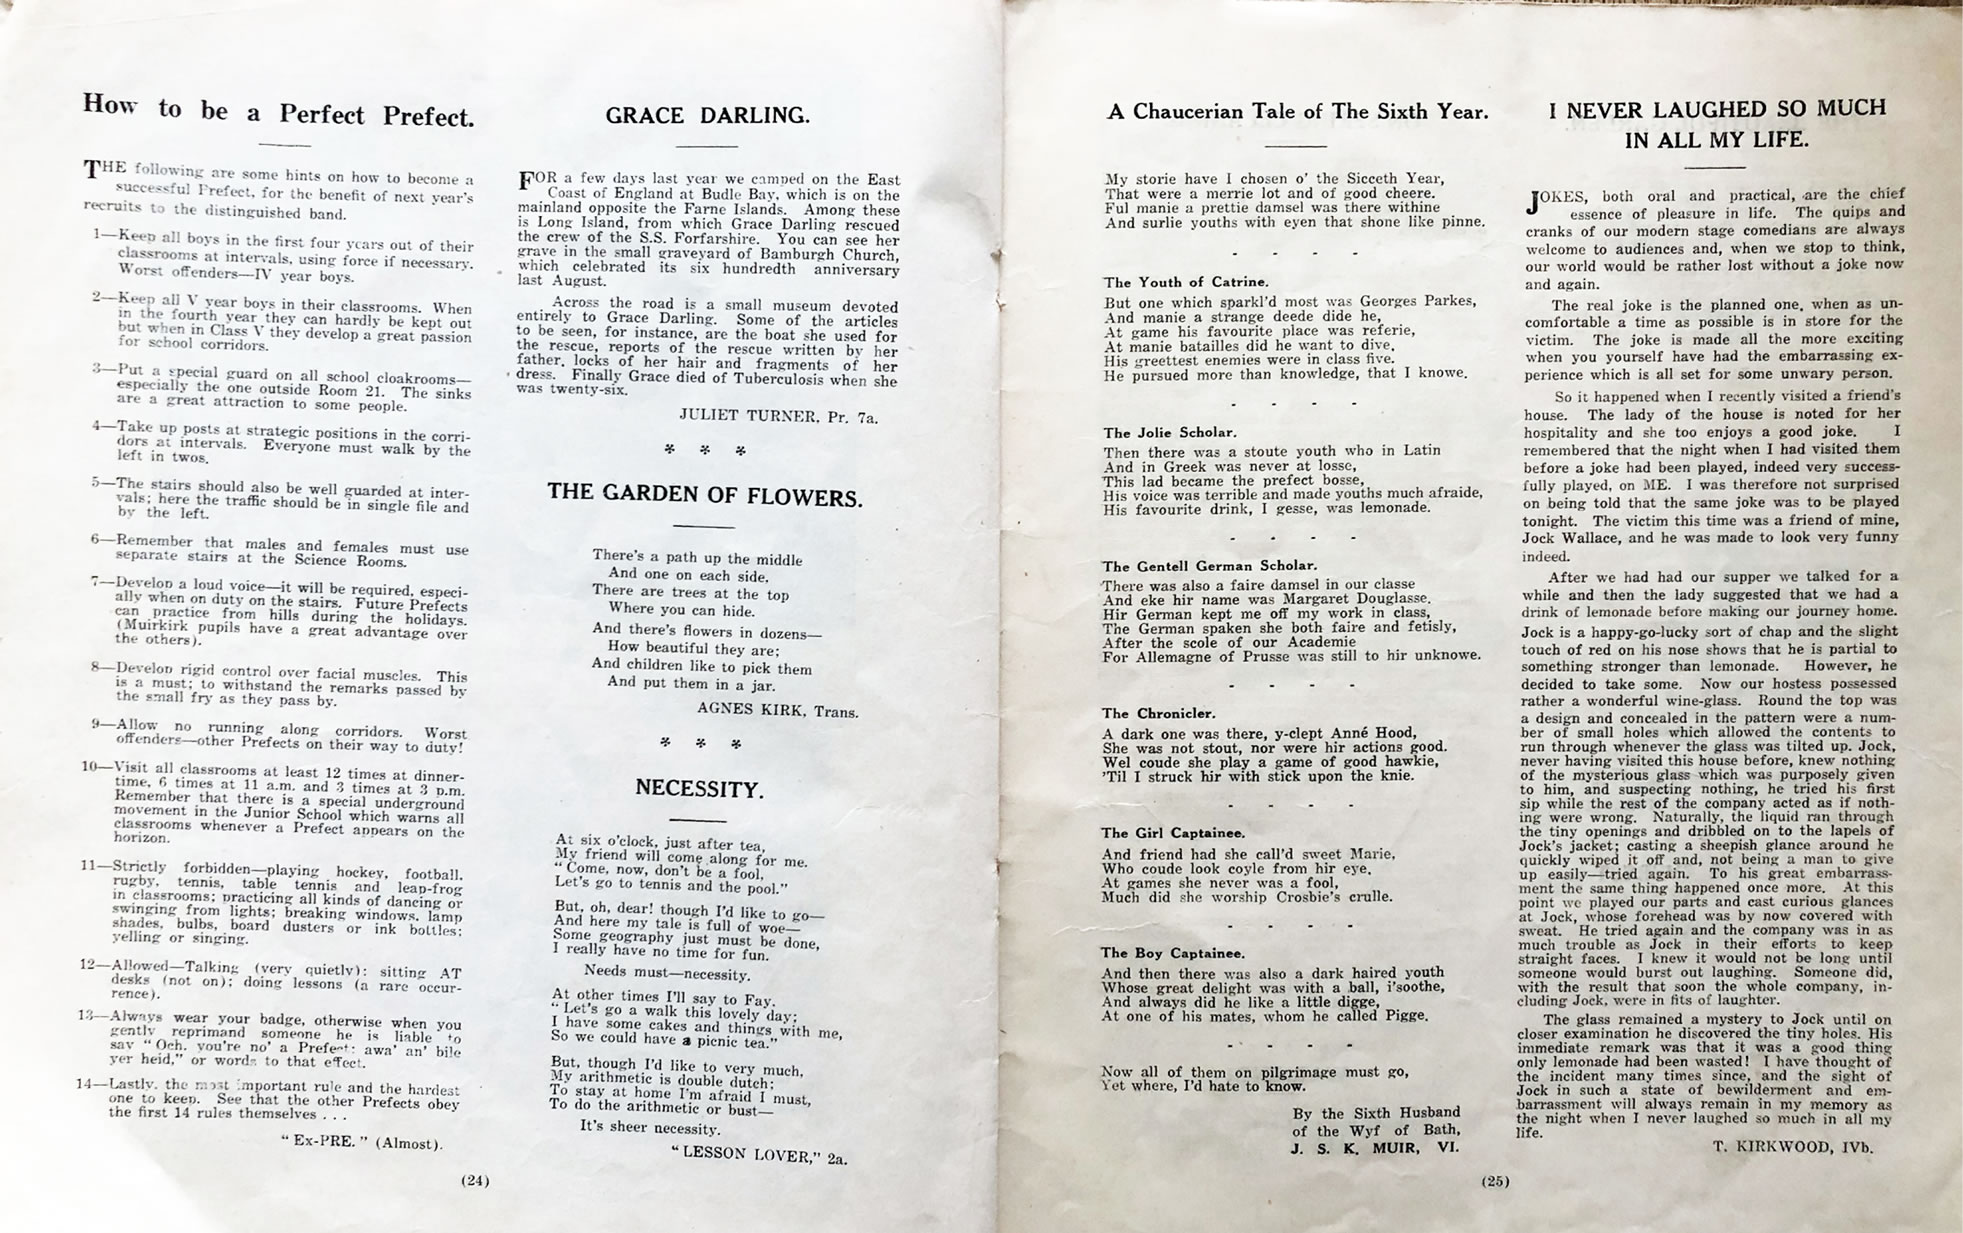 How to be a Perfect Prefect.
THE following are some hints on how to become a
successful Prefect, for the benefit of next year's
recruits to the distinguished band.
1—Keep all boys in the first four years out of their
classrooms at intervals, using force if necessary.
Worst offenders—IV year boys.
2—Keep all V year boys in their classrooms. When
in the fourth year they can hardly be kept out
but when in Class V they develop a great passion
for school corridors.
3—Put a special guard on all school cloakrooms—
especially the one outside Room 21. The sinks
are a great attraction to some people.
4—Take up posts at strategic positions in the corri-
dors at intervals. Everyone must walk by the
left in twos.
5—The stairs should also be well guarded at inter-
vals; here the traffic should be in single file and
by the left.
6—Remember that males and females must use
separate stairs at the Science Rooms.
7—Develop a loud voice—it will be required, especi-
ally when on duty on the stairs. Future Prefects
can practice from hills during the holidays.
(Muirkirk pupils have a great advantage over
the others).
8—Develop rigid control over facial muscles. This
is a must; to withstand the remarks passed by
the small fry as they pass by.
9—Allow no running along corridors. Worst
offenders—other Prefects on their way to duty!
10—Visit all classrooms at least 12 times at dinner-
time, 6 times at 11 a.m. and 3 times at 3 p.m.
Remember that there is a special underground
movement in the Junior School which warns all
classrooms whenever a Prefect appears on the
horizon.
11—Strictly forbidden—playing hockey, football,
rugby, tennis, table tennis and leap-frog
in classrooms; practicing all kinds of dancing or
swinging from lights; breaking windows, lamp
shades, bulbs, board dusters or ink bottles;
yelling or singing.
12—Allowed—Talking (very quietly); sitting AT
desks (not on); doing lessons (a rare occur-
rence).
13—Always wear your badge, otherwise when you
gently reprimand someone he is liable to
say "Och, you're no' a Prefect; awa' an' bile
yer heid," or words to that effect.
14—Lastly, the most important rule and the hardest
one to keep. See that the other Prefects obey
the first 14 rules themselves . . .
"Ex-PRE." (Almost).
GRACE DARLING.
FOR a few days last year we camped on the East
Coast of England at Budle Bay, which is on the
mainland opposite the Farne Islands. Among these
is Long Island, from which Grace Darling rescued
the crew of the S.S. Forfarshire. You can see her
grave in the small graveyard of Bamburgh Church,
which celebrated its six hundredth anniversary
last August.
Across the road is a small museum devoted
entirely to Grace Darling. Some of the articles
to be seen, for instance, are the boat she used for
the rescue, reports of the rescue written by her
father, locks of her hair and fragments of her
dress. Finally Grace died of Tuberculosis when she
was twenty-six.
JULIET TURNER, Pr. 7a.
* * *
THE GARDEN OF FLOWERS.
There's a path up the middle
And one on each side,
There are trees at the top
Where you can hide.
And there's flowers in dozens—
How beautiful they are;
And children like to pick them
And put them in a jar.
AGNES KIRK, Trans.
* * *
NECESSITY.
At six o'clock, just after tea,
My friend will come along for me.
"Come, now, don't be a fool,
Let's go to tennis and the pool."
But, oh, dear! though I'd like to go—
And here my tale is full of woe—
Some geography just must be done,
I really have no time for fun.
Needs must—necessity.
At other times I'll say to Fay,
"Let's go a walk this lovely day;
I have some cakes and things with me,
So we could have a picnic tea."
But, though I'd like to very much,
My arithmetic is double dutch;
To stay at home I'm afraid I must,
To do the arithmetic or bust—
It's sheer necessity.
"LESSON LOVER," 2a.
(24)
A Chaucerian Tale of The Sixth Year.
My storie have I chosen o' the Sicceth Year,
That were a merrie lot and of good cheere.
Ful manie a prettie damsel was there withine
And surlie youths with eyen that shone like pinne.
- - - -
The Youth of Catrine.
But one which sparkl'd most was Georges Parkes,
And manie a strange deede dide he,
At game his favourite place was referie,
At manie batailles did he want to dive,
His greettest enemies were in class five.
He pursued more than knowledge, that I knowe.
- - - -
The Jolie Scholar.
Then there was a stoute youth who in Latin
And in Greek was never at losse,
This lad became the prefect bosse,
His voice was terrible and made youths much afraide,
His favourite drink, I gesse, was lemonade.
- - - -
The Gentell German Scholar.
There was also a faire damsel in our classe
And eke hir name was Margaret Douglasse.
Hir German kept me off my work in class,
The German spaken she both faire and fetisly,
After the scole of our Academie
For Allemagne of Prusse was still to hir unknowe.
- - - -
The Chronicler.
A dark one was there, y-clept Anné Hood,
She was not stout, nor were hir actions good.
Wel coude she play a game of good hawkie,
'Til I struck hir with stick upon the knie.
- - - -
The Girl Captainee.
And friend had she call'd sweet Marie,
Who coude look coyle from hir eye.
At games she never was a fool,
Much did she worship Crosbie's crulle.
- - - -
The Boy Captainee.
And then there was also a dark haired youth
Whose great delight was with a ball, i'soothe,
And always did he like a little digge,
At one of his mates, whom he called Pigge.
- - - -
Now all of them on pilgrimage must go,
Yet where, I'd hate to know.
By the Sixth Husband
of the Wyf of Bath,
J. S. K. MUIR, VI.
I NEVER LAUGHED SO MUCH
IN ALL MY LIFE.
JOKES, both oral and practical, are the chief
essence of pleasure in life. The quips and
cranks of our modern stage comedians are always
welcome to audiences and, when we stop to think,
our world would be rather lost without a joke now
and again.
The real joke is the planned one, when as un-
comfortable a time as possible is in store for the
victim. The joke is made all the more exciting
when you yourself have had the embarrassing ex-
perience which is all set for some unwary person.
So it happened when I recently visited a friend's
house. The lady of the house is noted for her
hospitality and she too enjoys a good joke. I
remembered that the night when I had visited them
before a joke had been played, indeed very success-
fully played, on ME. I was therefore not surprised
on being told that the same joke was to be played
tonight. The victim this time was a friend of mine,
Jock Wallace, and he was made to look very funny
indeed.
After we had had our supper we talked for a
while and then the lady suggested that we had a
drink of lemonade before making our journey home.
Jock is a happy-go-lucky sort of chap and the slight
touch of red on his nose shows that he is partial to
something stronger than lemonade. However, he
decided to take some. Now our hostess possessed
rather a wonderful wine-glass. Round the top was
a design and concealed in the pattern were a num-
ber of small holes which allowed the contents to
run through whenever the glass was tilted up. Jock,
never having visited this house before, knew nothing
of the mysterious glass which was purposely given
to him, and suspecting nothing, he tried his first
sip while the rest of the company acted as if noth-
ing were wrong. Naturally, the liquid ran through
the tiny openings and dribbled on to the lapels of
Jock's jacket; casting a sheepish glance around he
quickly wiped it off and, not being a man to give
up easily—tried again. To his great embarrass-
ment the same thing happened once more. At this
point we played our parts and cast curious glances
at Jock, whose forehead was by now covered with
sweat. He tried again and the company was in as
much trouble as Jock in their efforts to keep
straight faces. I knew it would not be long until
someone would burst out laughing. Someone did,
with the result that soon the whole company, in-
cluding Jock, were in fits of laughter.
The glass remained a mystery to Jock until on
closer examination he discovered the tiny holes. His
immediate remark was that it was a good thing
only lemonade had been wasted! I have thought of
the incident many times since, and the sight of
Jock in such a state of bewilderment and em-
barrassment will always remain in my memory as
the night when I never laughed so much in all my
life.
T. KIRKWOOD, IVb.
(25)